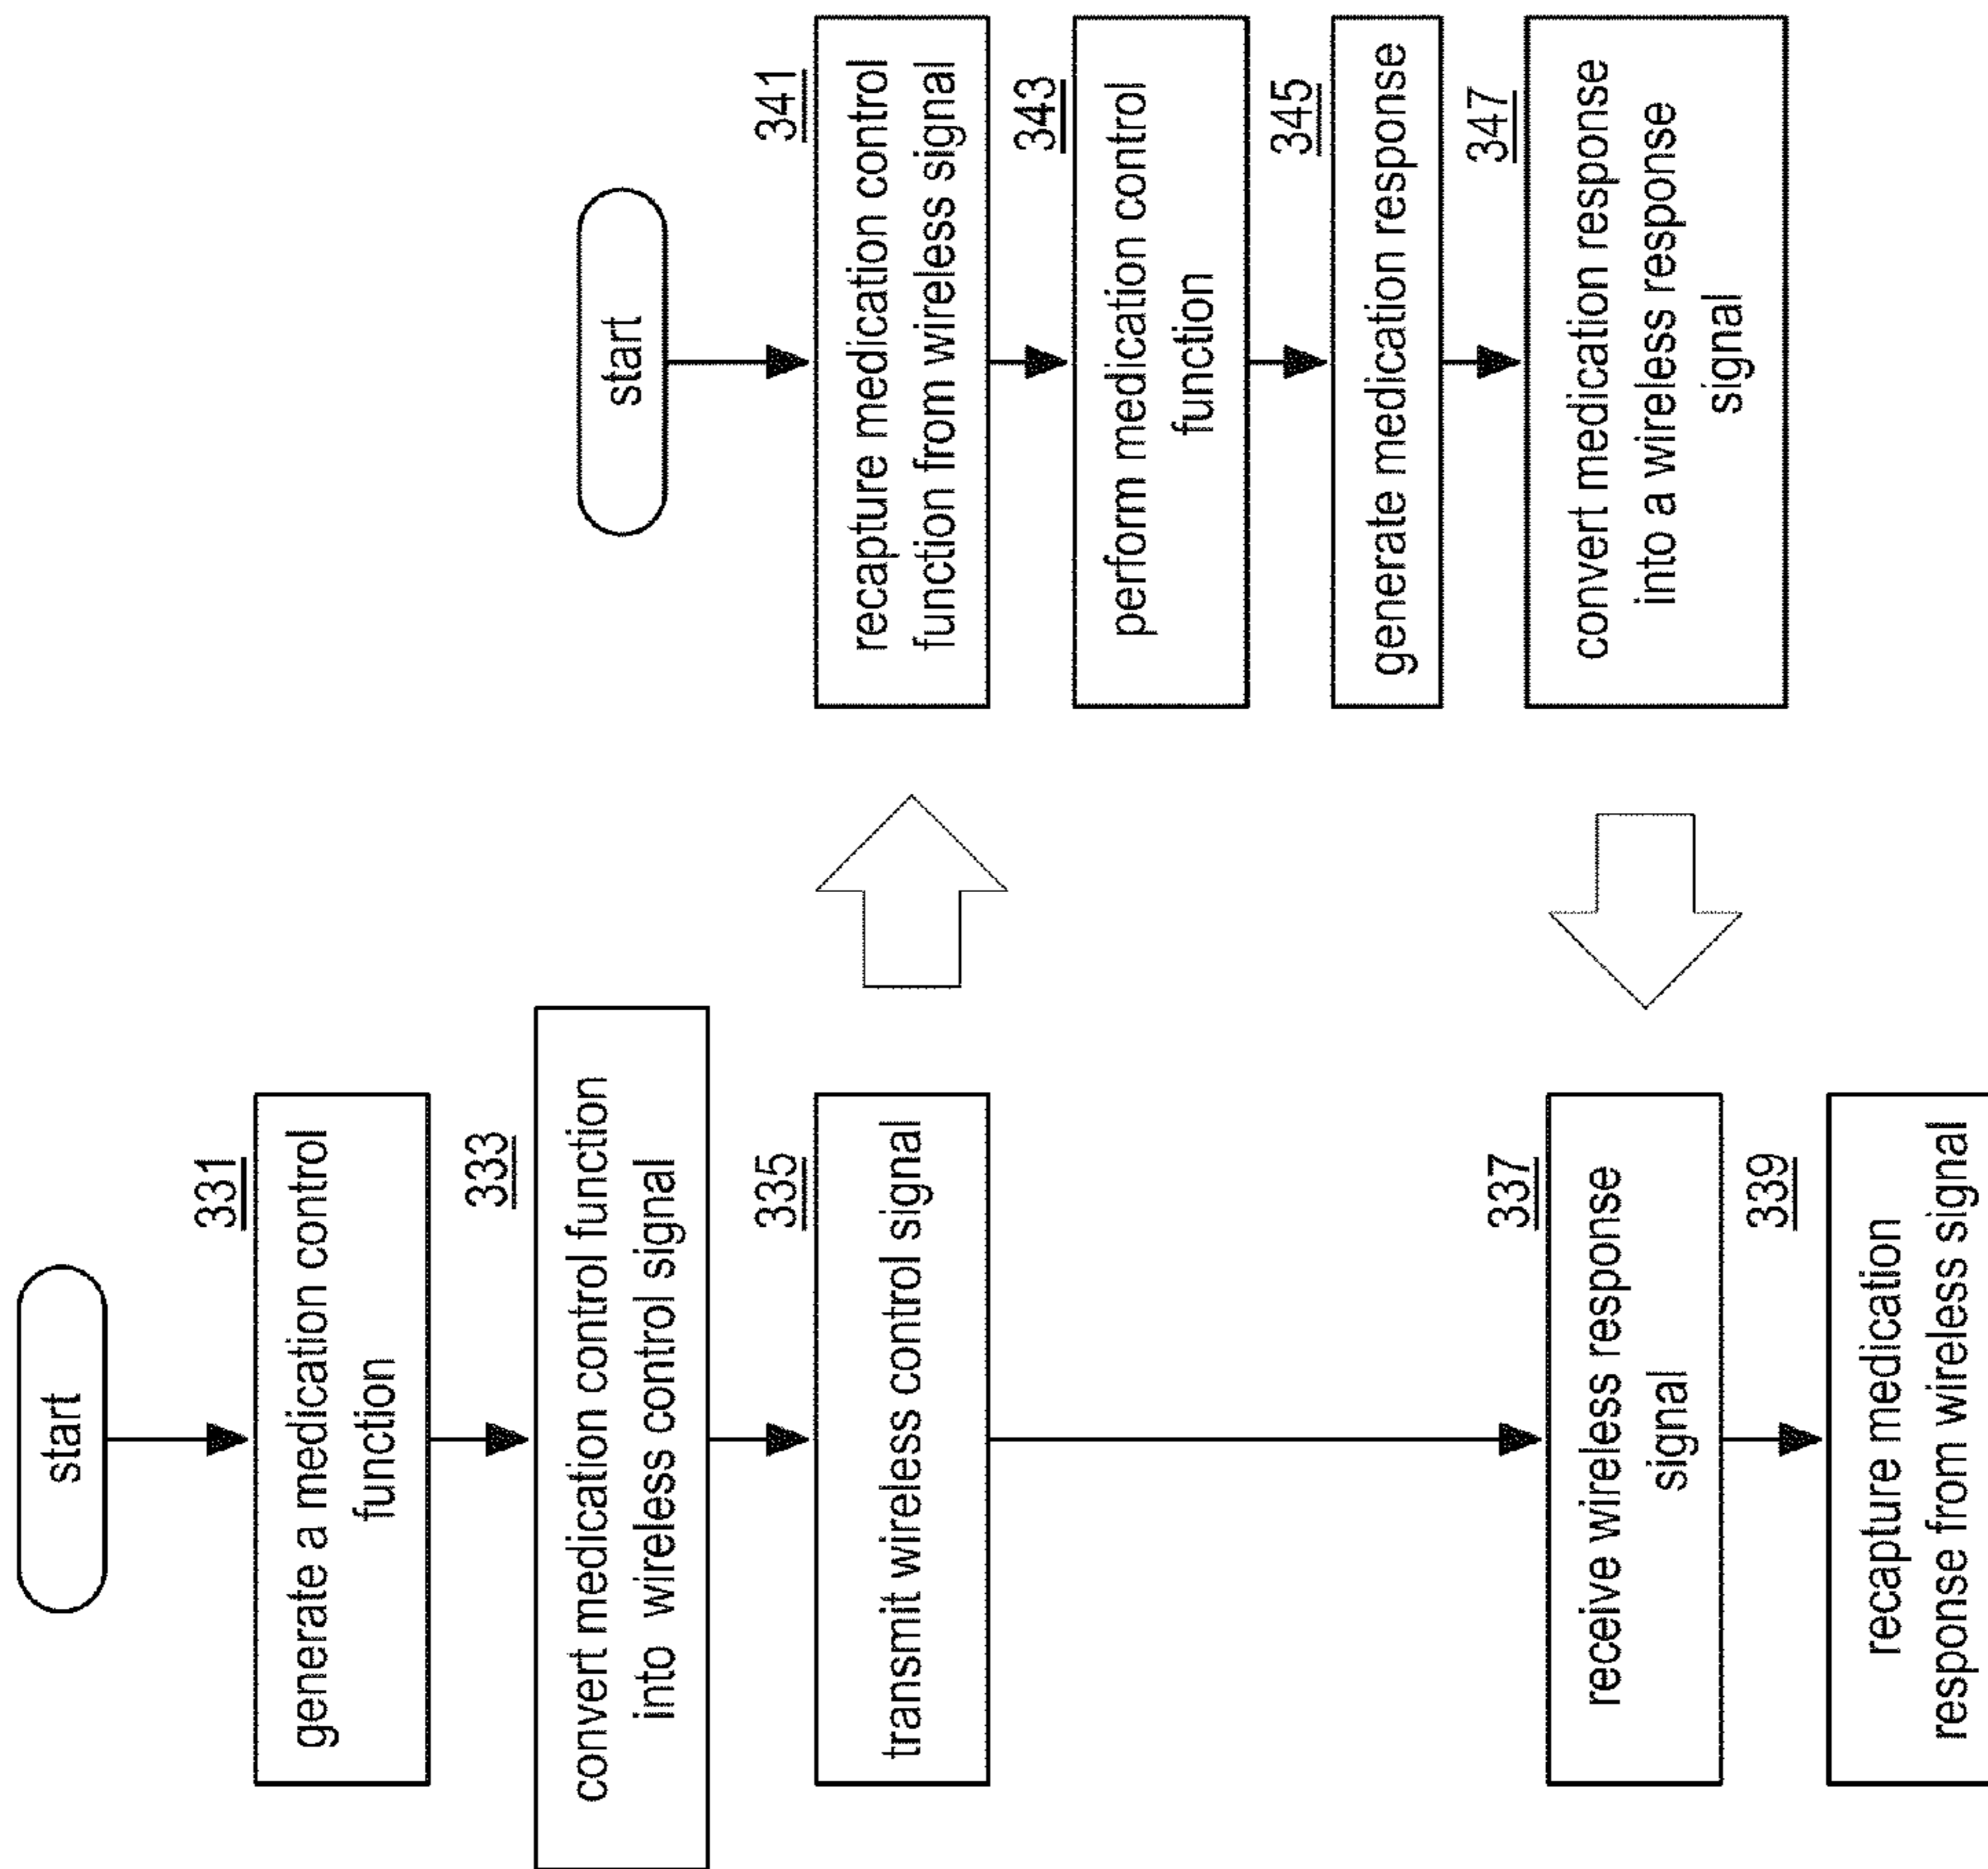 start
331
generate a medication control
function
333
convert medication control function
into wireless control signal
335
transmit wireless control signal
337
receive wireless response
signal
339
recapture medication
response from wireless signal
start
341
recapture medication control
function from wireless signal
343
perform medication control
function
345
generate medication response
347
convert medication response
into a wireless response
signal